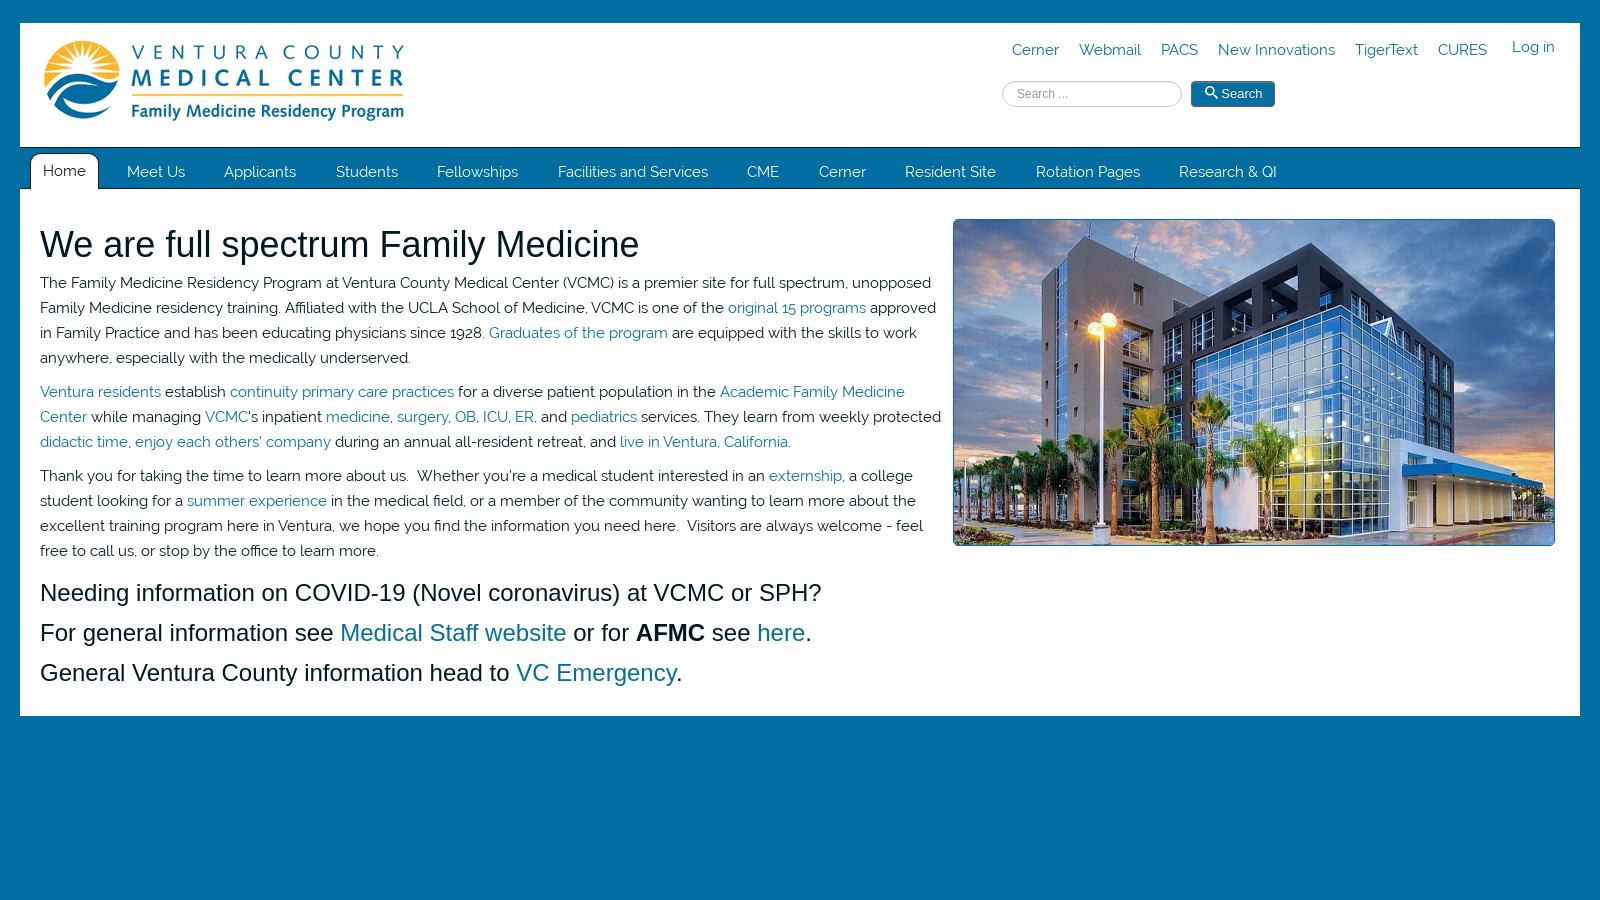 VENTURA COUNTY
MEDICAL CENTER
Family Medicine Residency Program
Cerner Webmail PACS New Innovations TigerText CURES Log in
Search ... Search
Home Meet Us Applicants Students Fellowships Facilities and Services CME Cerner Resident Site Rotation Pages Research & QI
We are full spectrum Family Medicine
The Family Medicine Residency Program at Ventura County Medical Center (VCMC) is a premier site for full spectrum, unopposed
Family Medicine residency training. Affiliated with the UCLA School of Medicine, VCMC is one of the original 15 programs approved
in Family Practice and has been educating physicians since 1928. Graduates of the program are equipped with the skills to work
anywhere, especially with the medically underserved.
Ventura residents establish continuity primary care practices for a diverse patient population in the Academic Family Medicine
Center while managing VCMC's inpatient medicine, surgery, OB, ICU, ER, and pediatrics services. They learn from weekly protected
didactic time, enjoy each others' company during an annual all-resident retreat, and live in Ventura, California.
Thank you for taking the time to learn more about us.  Whether you're a medical student interested in an externship, a college
student looking for a summer experience in the medical field, or a member of the community wanting to learn more about the
excellent training program here in Ventura, we hope you find the information you need here.  Visitors are always welcome - feel
free to call us, or stop by the office to learn more.
Needing information on COVID-19 (Novel coronavirus) at VCMC or SPH?
For general information see Medical Staff website or for AFMC see here.
General Ventura County information head to VC Emergency.